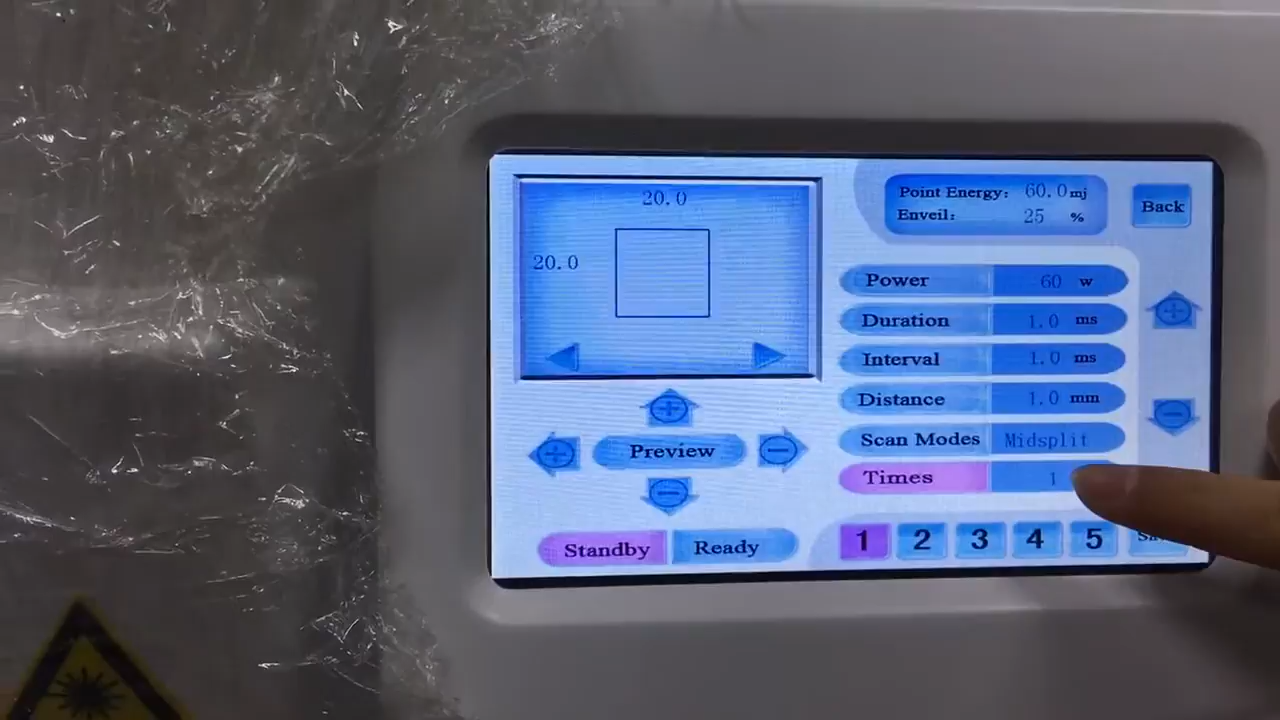 20.0
20.0
Point Energy: 60.0 mj
Enveil: 25 %
Back
Power 60 w
Duration 1.0 ms
Interval 1.0 ms
Distance 1.0 mm
Scan Modes Midsplit
Times 1
Preview
Standby Ready
1 2 3 4 5